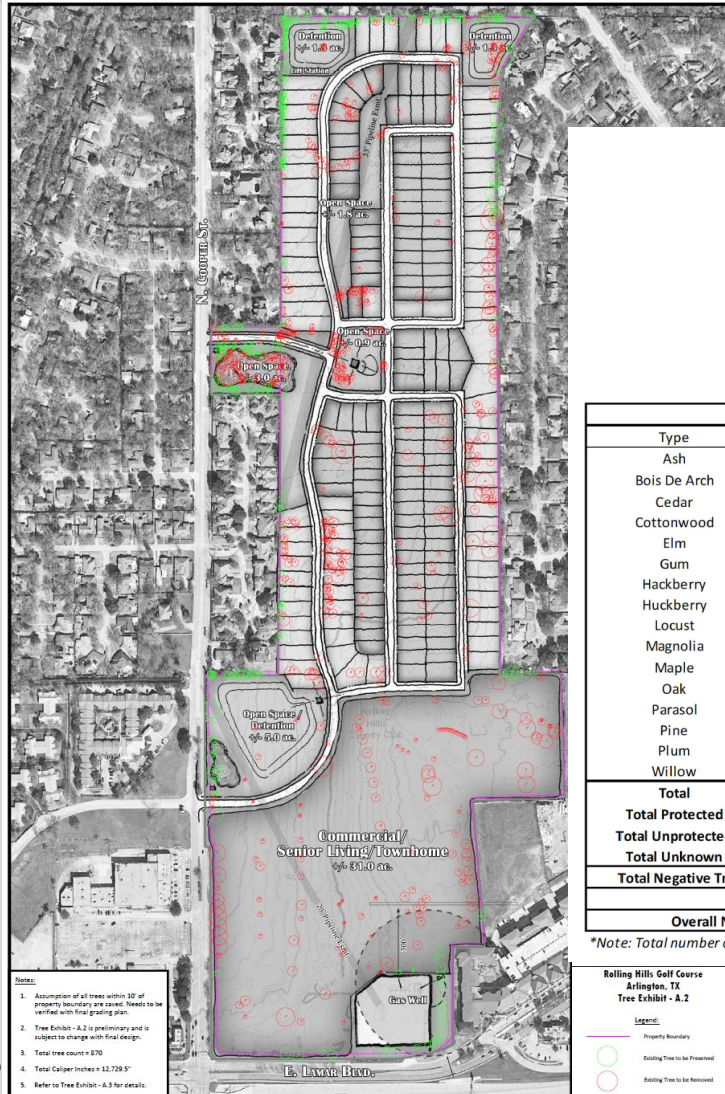 Detention
+/- 1.3 ac.
Lift Station
Detention
ac.
33' Pipeline Esmt
Open Space
+/- 1.8 ac.
N. Cooper St.
Open Space
+/- 0.9 ac.
Open Space
+/- 3.0 ac.
Open Space
Detention
+/- 5.0 ac.
Commercial/
Senior Living/Townhome
+/- 31.0 ac.
20' Pipeline Esmt
Gas Well
E. Lamar Blvd.
Notes:
1. Assumption of all trees within 10' of
property boundary are saved. Needs to be
verified with final grading plan.
2. Tree Exhibit - A.2 is preliminary and is
subject to change with final design.
3. Total tree count = 870
4. Total Caliper Inches = 12,729.5"
5. Refer to Tree Exhibit - A.3 for details.
Type
Ash
Bois De Arch
Cedar
Cottonwood
Elm
Gum
Hackberry
Huckberry
Locust
Magnolia
Maple
Oak
Parasol
Pine
Plum
Willow
Total
Total Protected
Total Unprotecte
Total Unknown
Total Negative Tr
Overall N
*Note: Total number o
Rolling Hills Golf Course
Arlington, TX
Tree Exhibit - A.2
Legend:
Property Boundary
Existing Tree to be Preserved
Existing Tree to be Removed